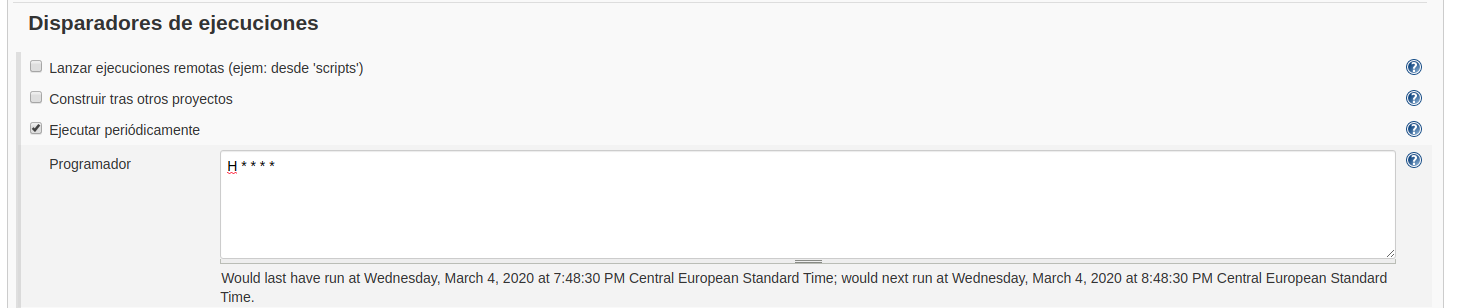 Disparadores de ejecuciones
Lanzar ejecuciones remotas (ejem: desde 'scripts')
Construir tras otros proyectos
Ejecutar periódicamente
Programador
H * * * *
Would last have run at Wednesday, March 4, 2020 at 7:48:30 PM Central European Standard Time; would next run at Wednesday, March 4, 2020 at 8:48:30 PM Central European Standard
Time.